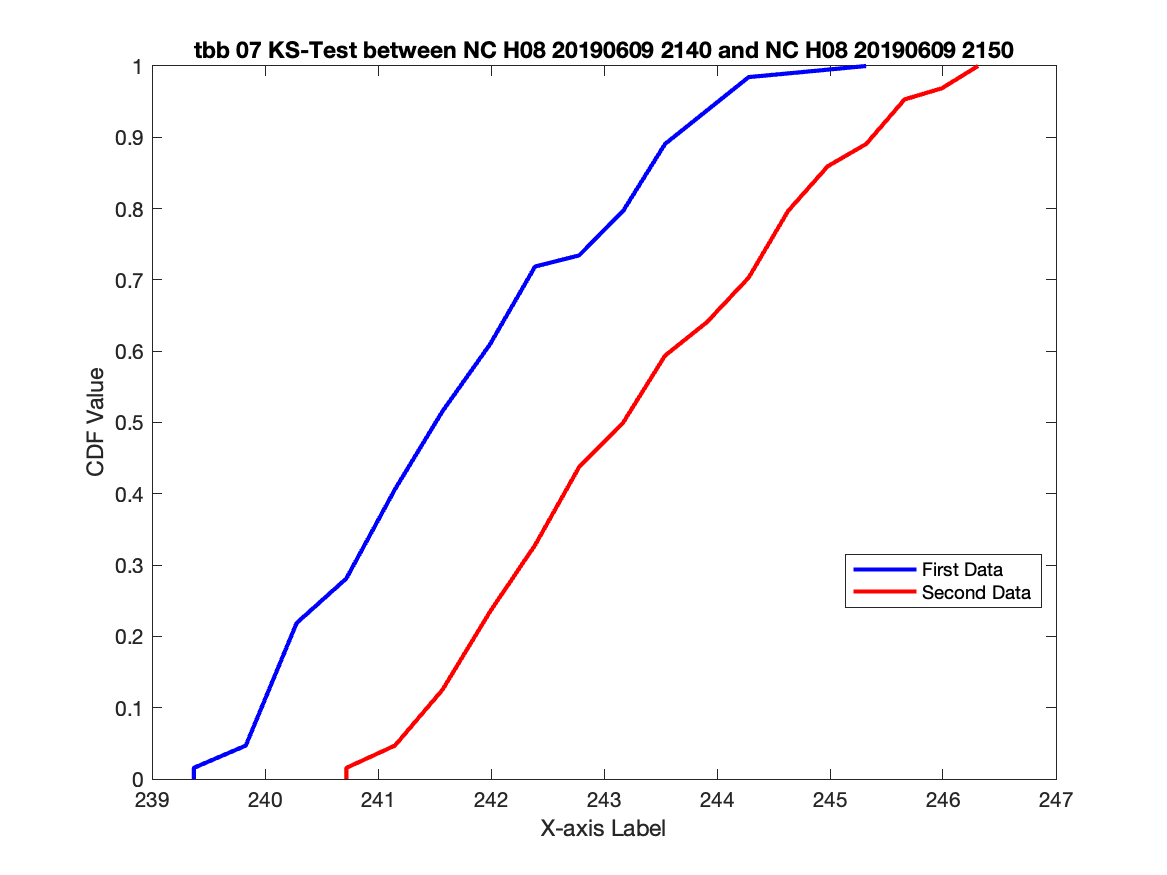 tbb 07 KS-Test between NC H08 20190609 2140 and NC H08 20190609 2150
1
0.9
0.8
0.7
0.6
0.5
0.4
0.3
0.2
0.1
0
CDF Value
First Data
Second Data
239 240 241 242 243 244 245 246 247
X-axis Label